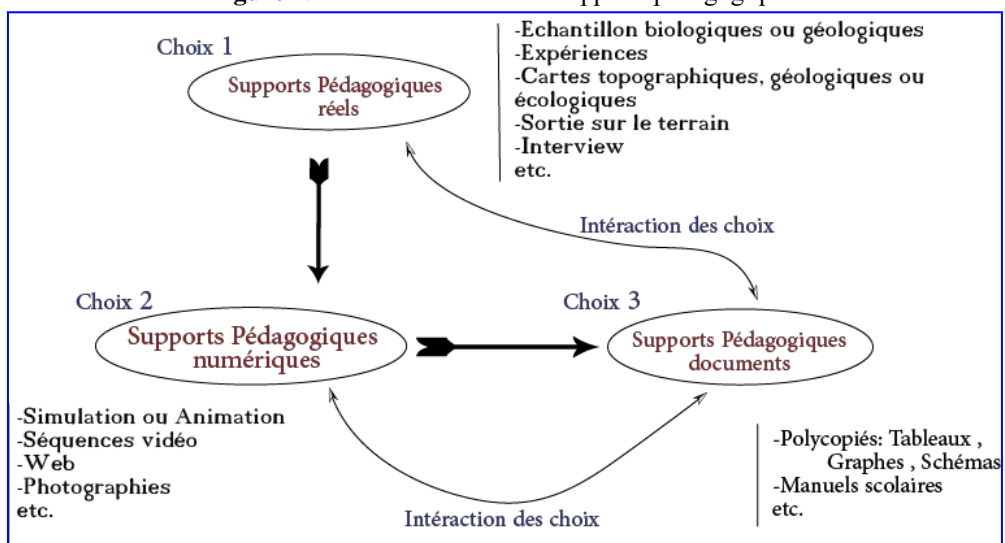 Choix 1
Supports Pédagogiques
réels
-Echantillon biologiques ou géologiques
-Expériences
-Cartes topographiques, géologiques ou
écologiques
-Sortie sur le terrain
-Interview
etc.
Intéraction des choix
Choix 2
Supports Pédagogiques
numériques
Choix 3
Supports Pédagogiques
documents
-Simulation ou Animation
-Séquences vidéo
-Web
-Photographies
etc.
-Polycopiés: Tableaux ,
Graphes , Schémas
-Manuels scolaires
etc.
Intéraction des choix